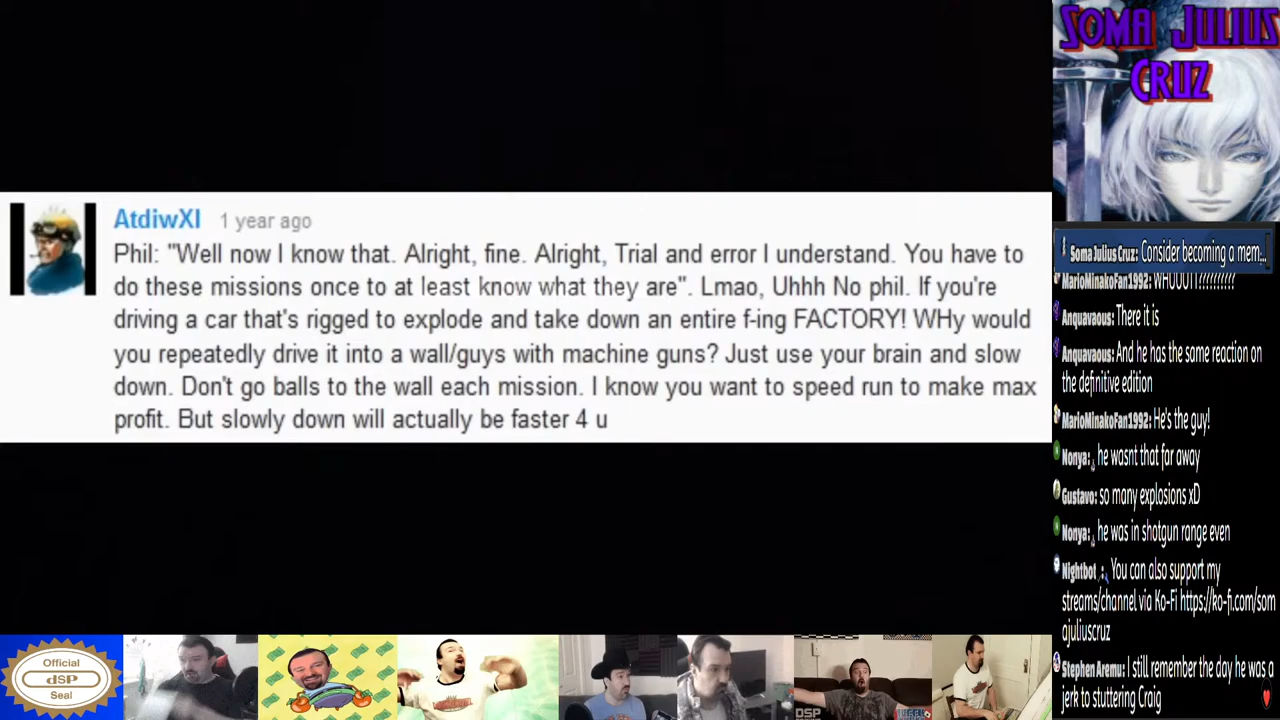 AtdiwXI 1 year ago
Phil: "Well now I know that. Alright, fine. Alright, Trial and error I understand. You have to
do these missions once to at least know what they are". Lmao, Uhhh No phil. If you're
driving a car that's rigged to explode and take down an entire f-ing FACTORY! WHy would
you repeatedly drive it into a wall/guys with machine guns? Just use your brain and slow
down. Don't go balls to the wall each mission. I know you want to speed run to make max
profit. But slowly down will actually be faster 4 u
SOMA JULIUS
CRUZ
Soma Julius Cruz: Consider becoming a mem...
MarioMinakoFan1992: WHUUUT?????????
Anquavaous: There it is
Anquavaous: And he has the same reaction on
the definitive edition
MarioMinakoFan1992: He's the guy!
Nonya: he wasnt that far away
Gustavo: so many explosions xD
Nonya: he was in shotgun range even
Nightbot: You can also support my
streams/channel via Ko-Fi https://ko-fi.com/som
ajuliuscruz
Stephen Aremu: I still remember the day he was a
jerk to stuttering Craig
Official
dSP
Seal
DSP